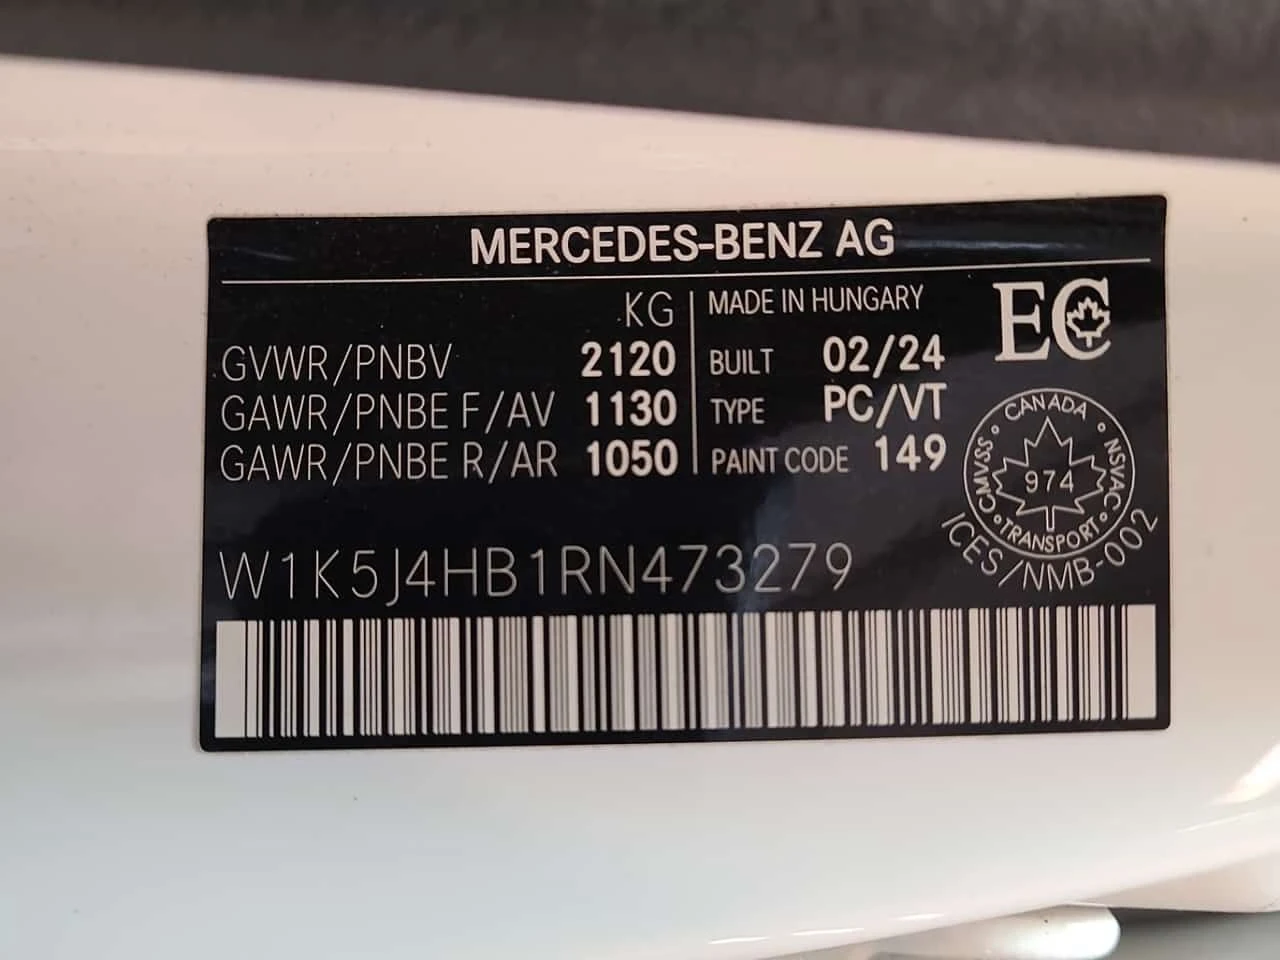 MERCEDES-BENZ AG
KG
GVWR/PNBV 2120
GAWR/PNBE F/AV 1130
GAWR/PNBE R/AR 1050
MADE IN HUNGARY
BUILT 02/24
TYPE PC/VT
PAINT CODE 149
EC
CANADA
CMVSS
NSVAC
974
TRANSPORT
ICES/NMB-002
W1K5J4HB1RN473279